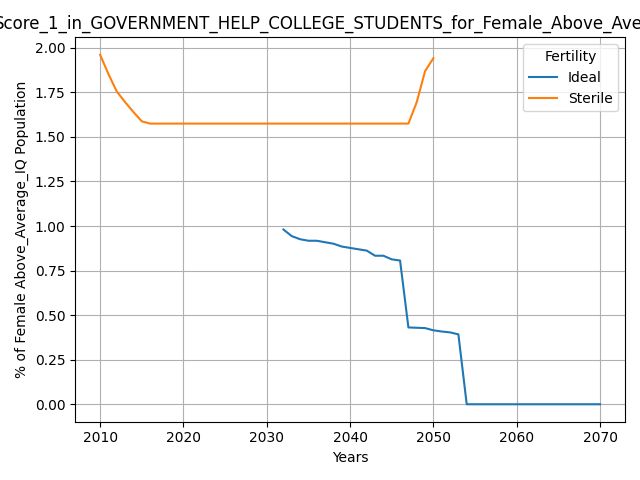 Score_1_in_GOVERNMENT_HELP_COLLEGE_STUDENTS_for_Female_Above_Ave
Fertility
Ideal
Sterile
% of Female Above_Average_IQ Population
2.00
1.75
1.50
1.25
1.00
0.75
0.50
0.25
0.00
2010 2020 2030 2040 2050 2060 2070
Years